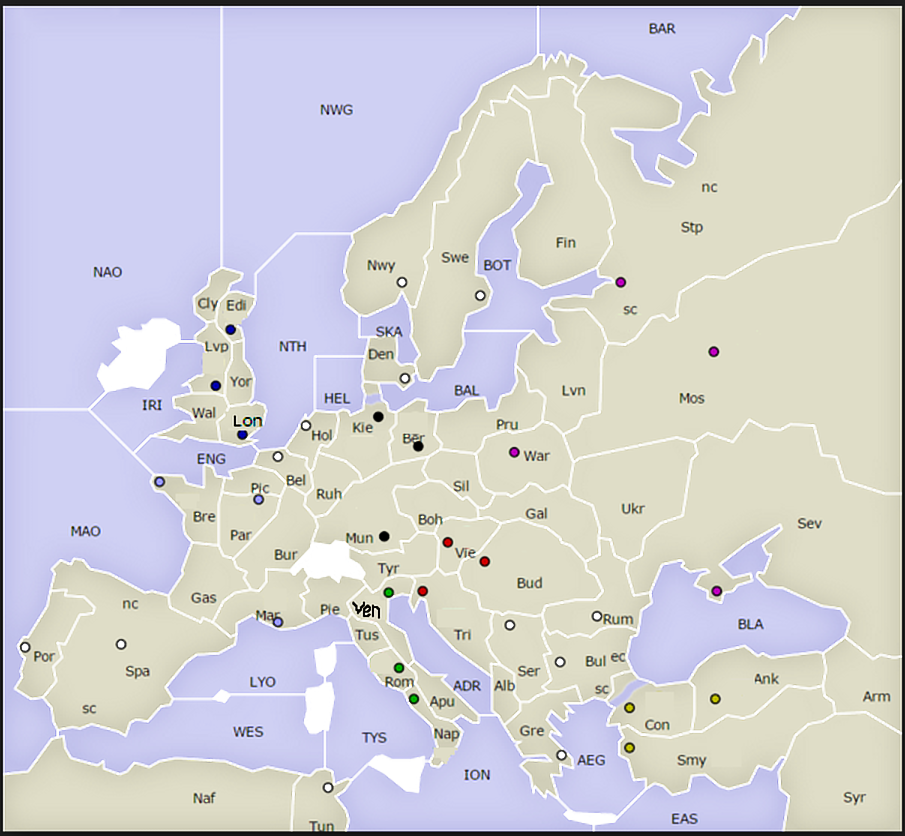 BAR
NWG
nc
Stp
Fin
Swe
BOT
Nwy
NAO
Cly Edi
sc
SKA
Lvp
NTH
Den
Yor
Lvn
BAL
HEL
Mos
IRI
Wal
Lon
Kie
Pru
Hol
Ber
War
ENG
Bel
Sil
Pic
Ruh
Ukr
Gal
Bre
Boh
Sev
MAO
Par
Mun
Vie
Bur
Tyr
Bud
Gas
nc
Mar
Pie
Ven
Rum
BLA
Tus
Tri
Por
Bul ec
Spa
Ser
Ank
LYO
Rom
ADR
Alb
sc
Arm
sc
Apu
Con
WES
TYS
Nap
Gre
AEG
Smy
ION
Naf
Syr
Tun
EAS